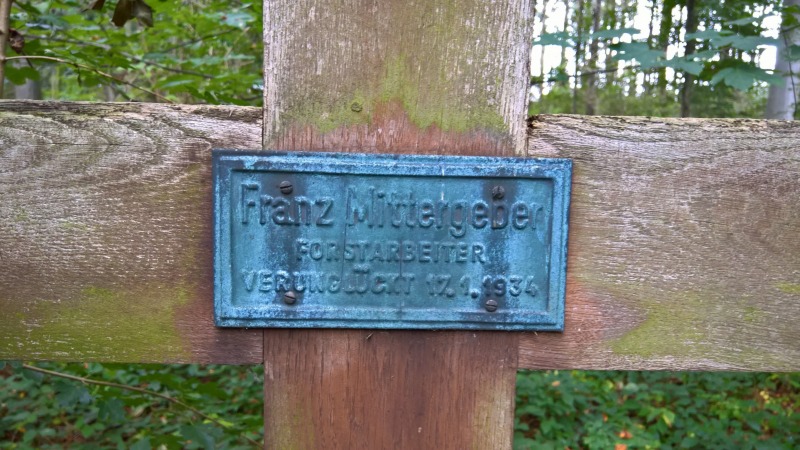 Franz Mittergeber
FORSTARBEITER
VERUNGLÜCKT 17.1.1934